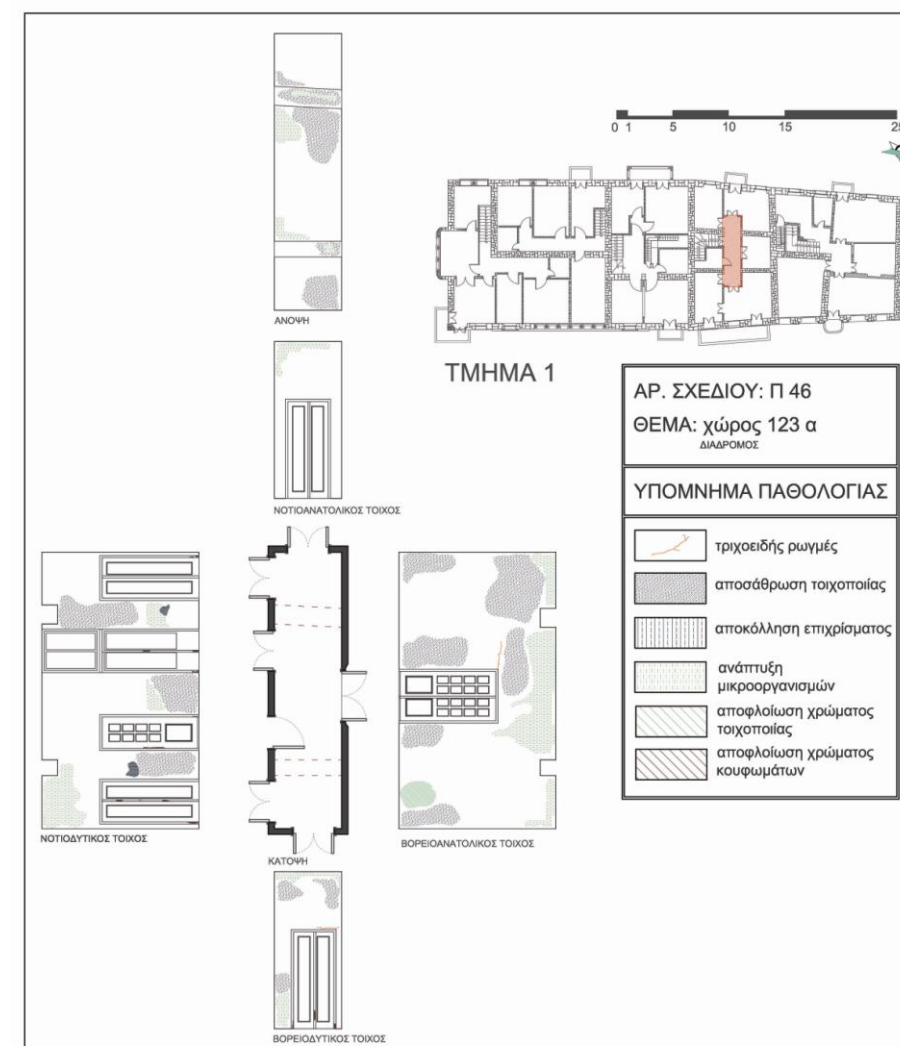 ΑΝΟΨΗ
0 1 5 10 15 25
ΤΜΗΜΑ 1
ΝΟΤΙΟΑΝΑΤΟΛΙΚΟΣ ΤΟΙΧΟΣ
ΝΟΤΙΟΔΥΤΙΚΟΣ ΤΟΙΧΟΣ
ΚΑΤΟΨΗ
ΒΟΡΕΙΟΑΝΑΤΟΛΙΚΟΣ ΤΟΙΧΟΣ
ΒΟΡΕΙΟΔΥΤΙΚΟΣ ΤΟΙΧΟΣ
ΑΡ. ΣΧΕΔΙΟΥ: Π 46
ΘΕΜΑ: χώρος 123 α
ΔΙΑΔΡΟΜΟΣ
ΥΠΟΜΝΗΜΑ ΠΑΘΟΛΟΓΙΑΣ
τριχοειδής ρωγμές
αποσάθρωση τοιχοποιίας
αποκόλληση επιχρίσματος
ανάπτυξη
μικροοργανισμών
αποφλοίωση χρώματος
τοιχοποιίας
αποφλοίωση χρώματος
κουφωμάτων